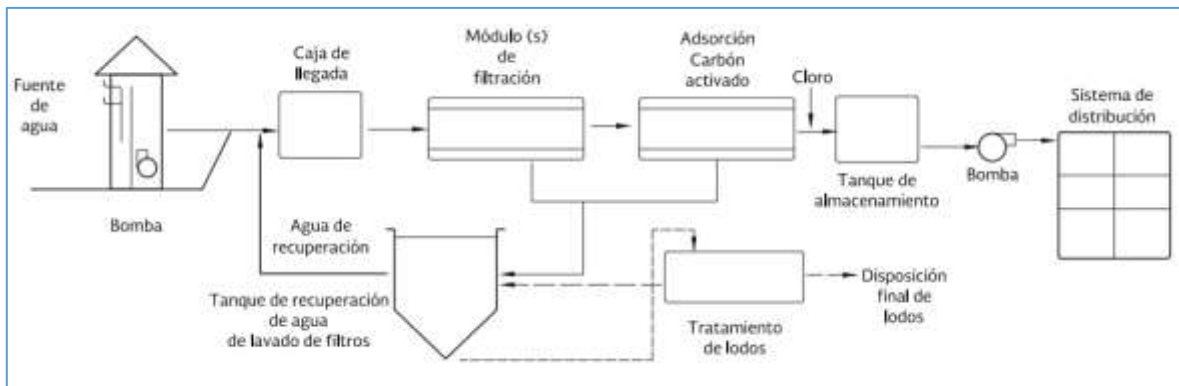 Fuente
de
agua
Bomba
Caja de
llegada
Módulo (s)
de
filtración
Adsorción
Carbón
activado
Cloro
Tanque de
almacenamiento
Bomba
Sistema de
distribución
Agua de
recuperación
Tanque de recuperación
de agua
de lavado de filtros
Tratamiento
de lodos
Disposición
final de
lodos